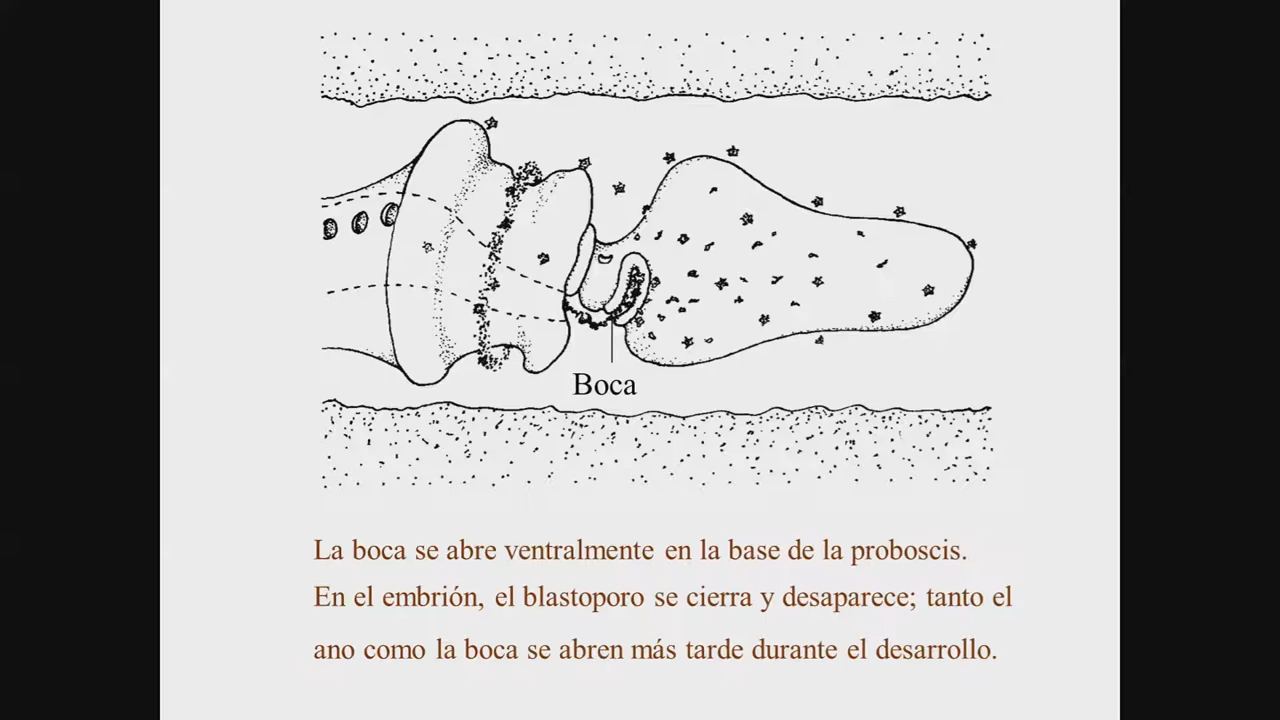 Boca
La boca se abre ventralmente en la base de la proboscis.
En el embrión, el blastoporo se cierra y desaparece; tanto el
ano como la boca se abren más tarde durante el desarrollo.